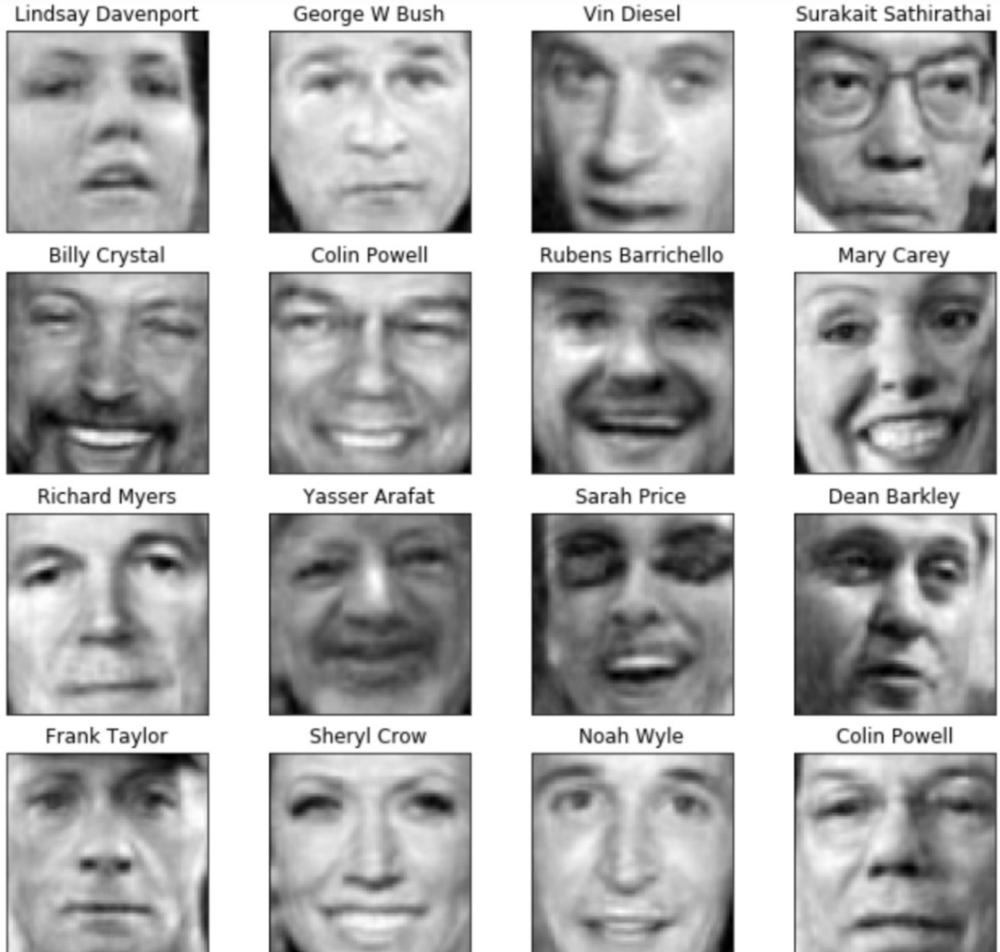 Lindsay Davenport
George W Bush
Vin Diesel
Surakait Sathirathai
Billy Crystal
Colin Powell
Rubens Barrichello
Mary Carey
Richard Myers
Yasser Arafat
Sarah Price
Dean Barkley
Frank Taylor
Sheryl Crow
Noah Wyle
Colin Powell